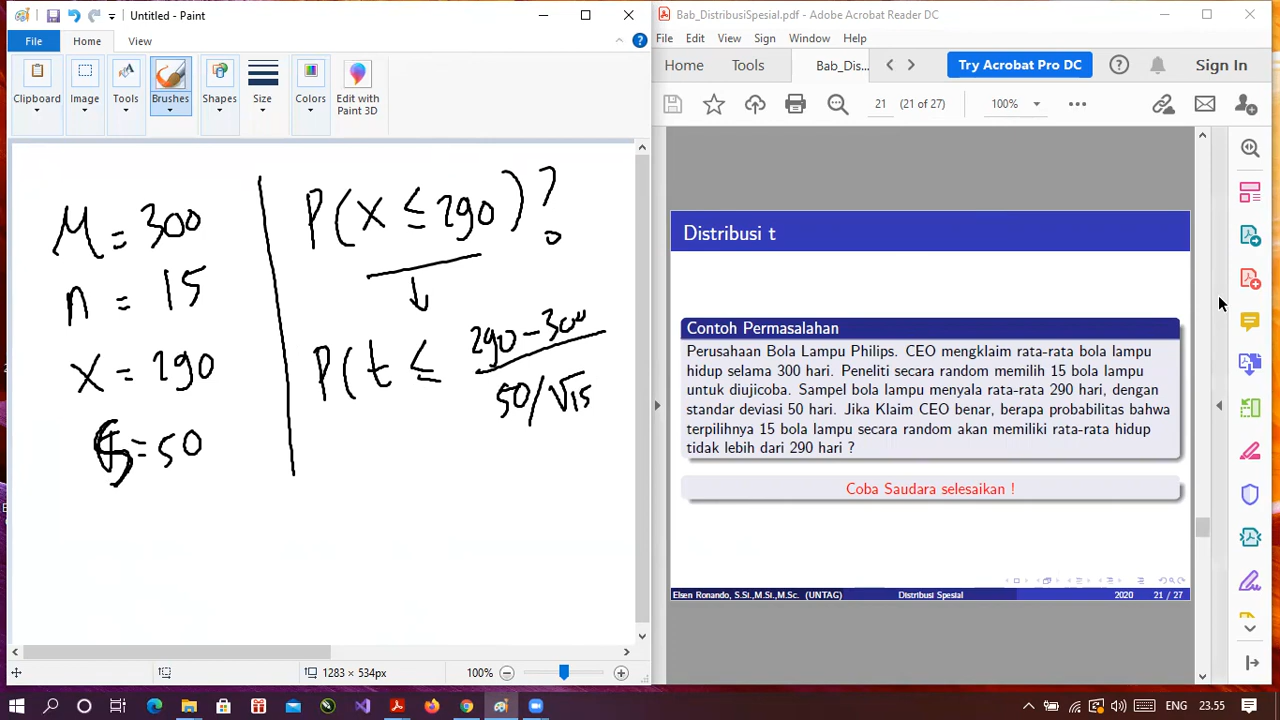 Untitled - Paint
File
Home
View
Clipboard
Image
Tools
Brushes
Shapes
Size
Colors
Edit with
Paint 3D
μ = 300
n = 15
x = 290
= 50
P(x ≤ 290)?
↓
P(t ≤ 290 - 300
50/√15
1283 × 534px
100%
Bab_DistribusiSpesial.pdf - Adobe Acrobat Reader DC
File Edit View Sign Window Help
Home
Tools
Bab_Dis...
Try Acrobat Pro DC
Sign In
21
(21 of 27)
100%
Distribusi t
Contoh Permasalahan
Perusahaan Bola Lampu Philips. CEO mengklaim rata-rata bola lampu
hidup selama 300 hari. Peneliti secara random memilih 15 bola lampu
untuk diujicoba. Sampel bola lampu menyala rata-rata 290 hari, dengan
standar deviasi 50 hari. Jika Klaim CEO benar, berapa probabilitas bahwa
terpilihnya 15 bola lampu secara random akan memiliki rata-rata hidup
tidak lebih dari 290 hari ?
Coba Saudara selesaikan !
Elsen Ronando, S.Si.,M.Si.,M.Sc. (UNTAG)
Distribusi Spesial
2020
21 / 27
ENG
23.55